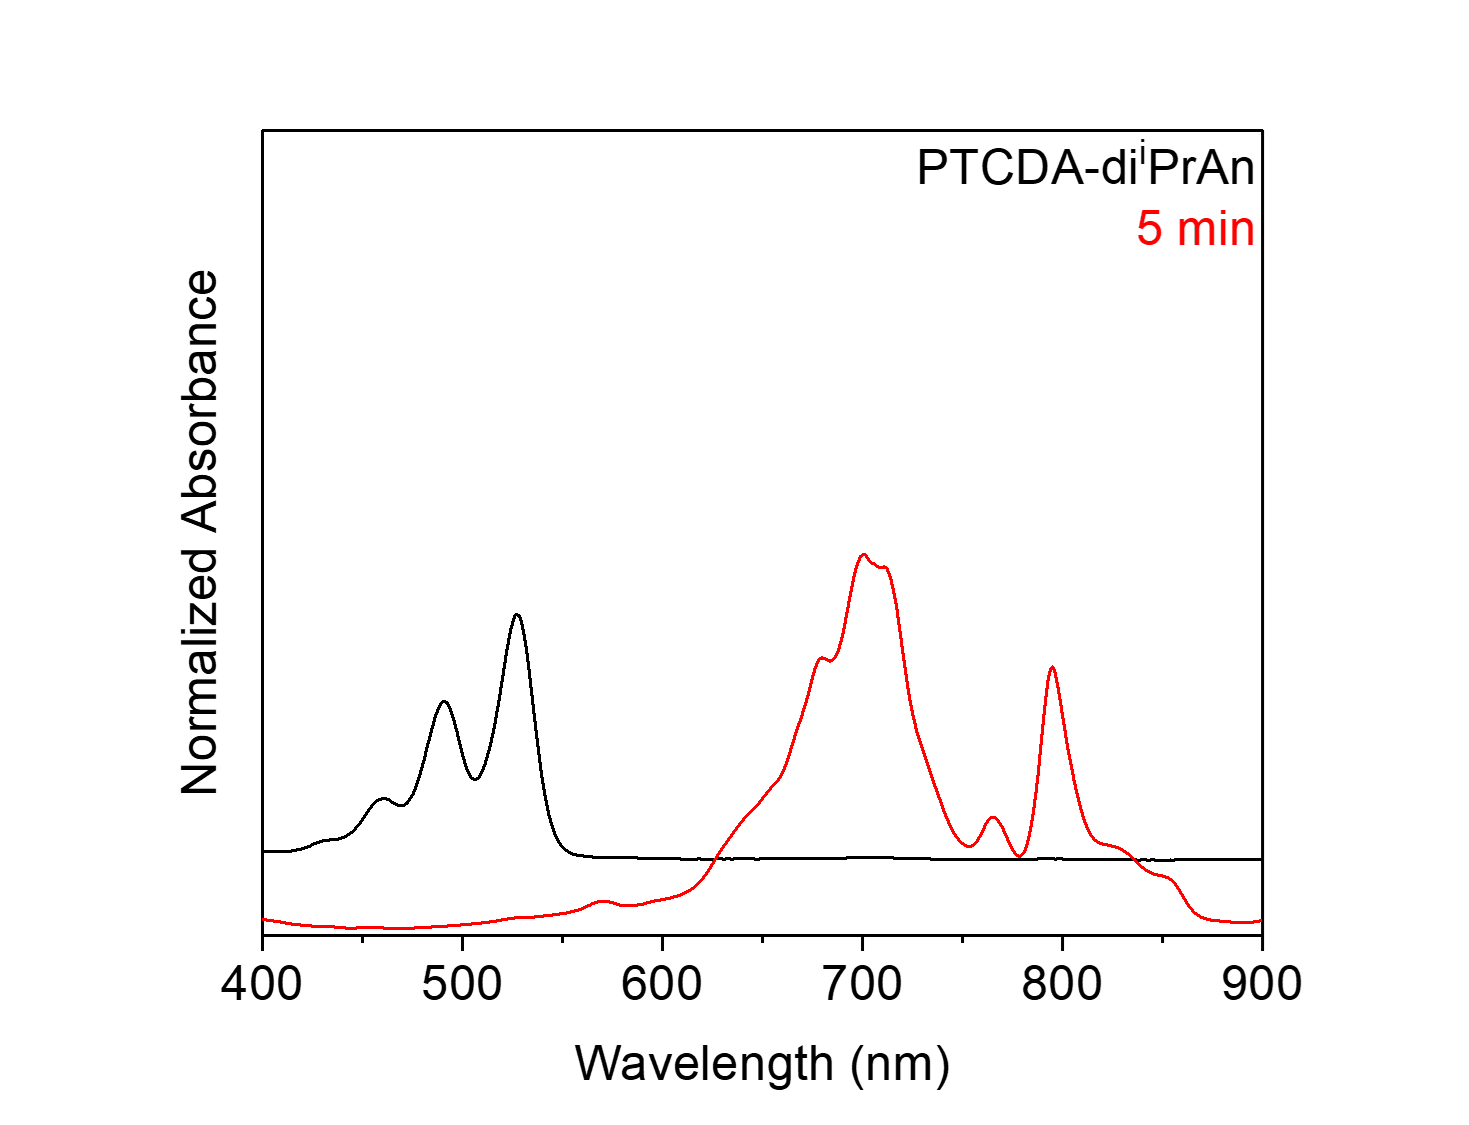 PTCDA-diⁱPrAn
5 min
Normalized Absorbance
400 500 600 700 800 900
Wavelength (nm)